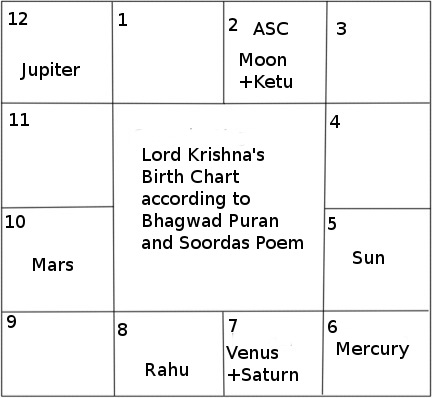 12
Jupiter
1
2 ASC
Moon
+Ketu
3
11
Lord Krishna's
Birth Chart
according to
Bhagwad Puran
and Soordas Poem
4
10
Mars
5
Sun
9
8
Rahu
7
Venus
+Saturn
6
Mercury